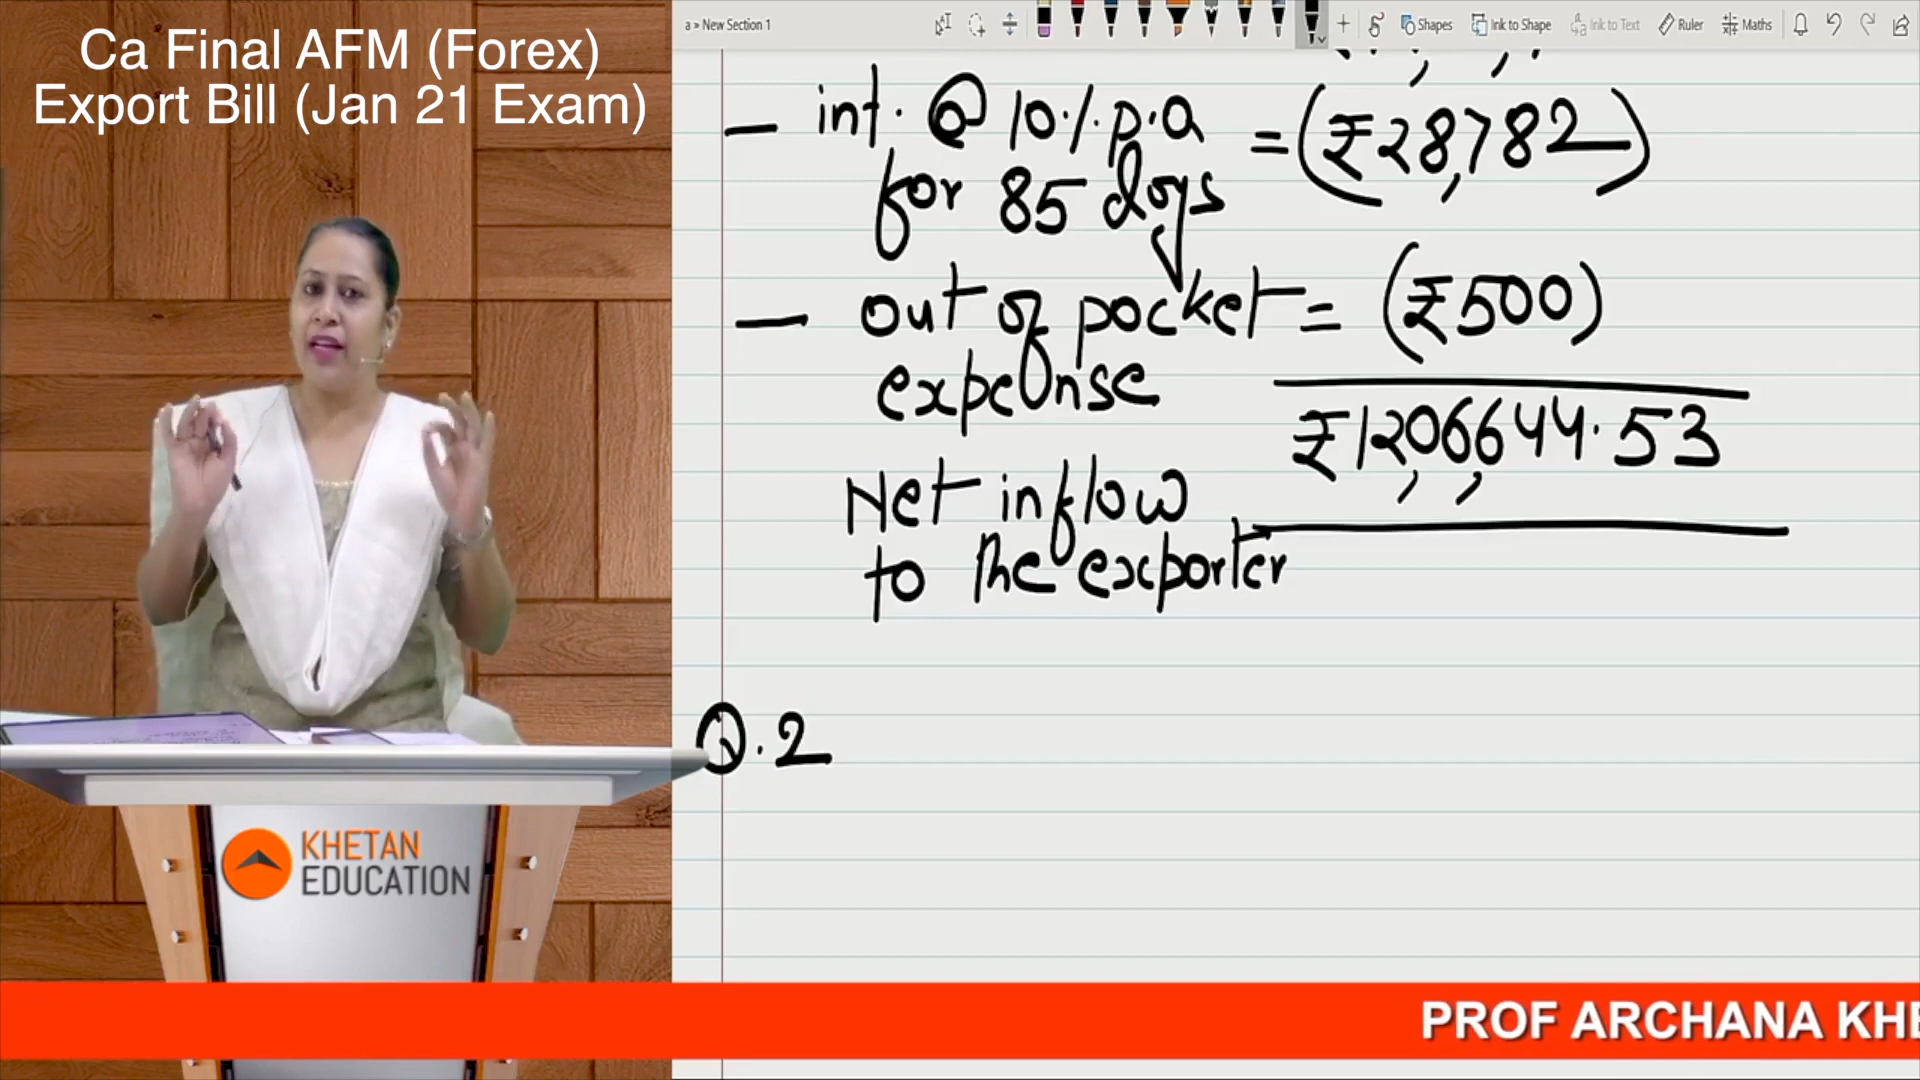 Ca Final AFM (Forex)
Export Bill (Jan 21 Exam)
a » New Section 1
Shapes
Ink to Shape
Ink to Text
Ruler
Maths
— int. @ 10% p.a = (₹28,782)
for 85 days
— out of pocket = (₹500)
expense
₹12,06,644.53
Net inflow
to the exporter
Q.2
KHETAN
EDUCATION
PROF ARCHANA KHE